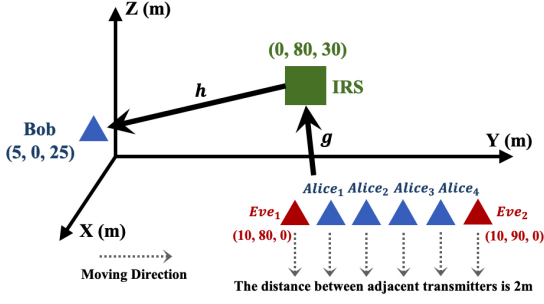 Z (m)
(0, 80, 30)
IRS
h
Bob
(5, 0, 25)
g
Y (m)
Alice1 Alice2 Alice3 Alice4
Eve1
Eve2
(10, 80, 0)
(10, 90, 0)
X (m)
Moving Direction
The distance between adjacent transmitters is 2m